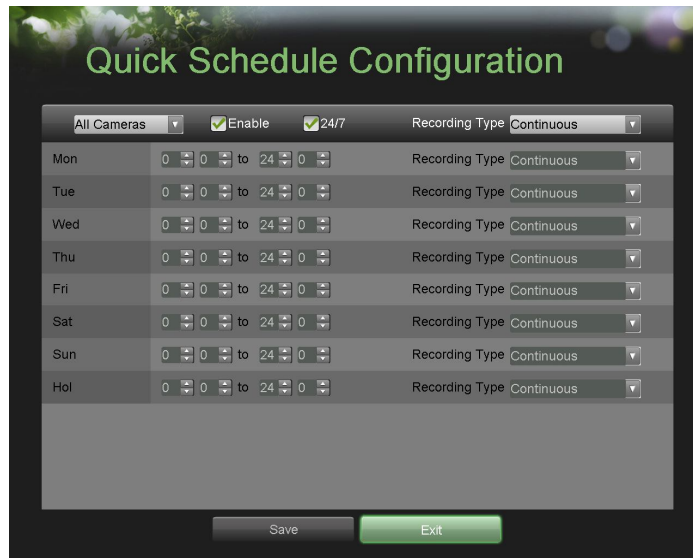 Quick Schedule Configuration
All Cameras Enable 24/7 Recording Type Continuous
Mon 0 0 to 24 0 Recording Type Continuous
Tue 0 0 to 24 0 Recording Type Continuous
Wed 0 0 to 24 0 Recording Type Continuous
Thu 0 0 to 24 0 Recording Type Continuous
Fri 0 0 to 24 0 Recording Type Continuous
Sat 0 0 to 24 0 Recording Type Continuous
Sun 0 0 to 24 0 Recording Type Continuous
Hol 0 0 to 24 0 Recording Type Continuous
Save Exit